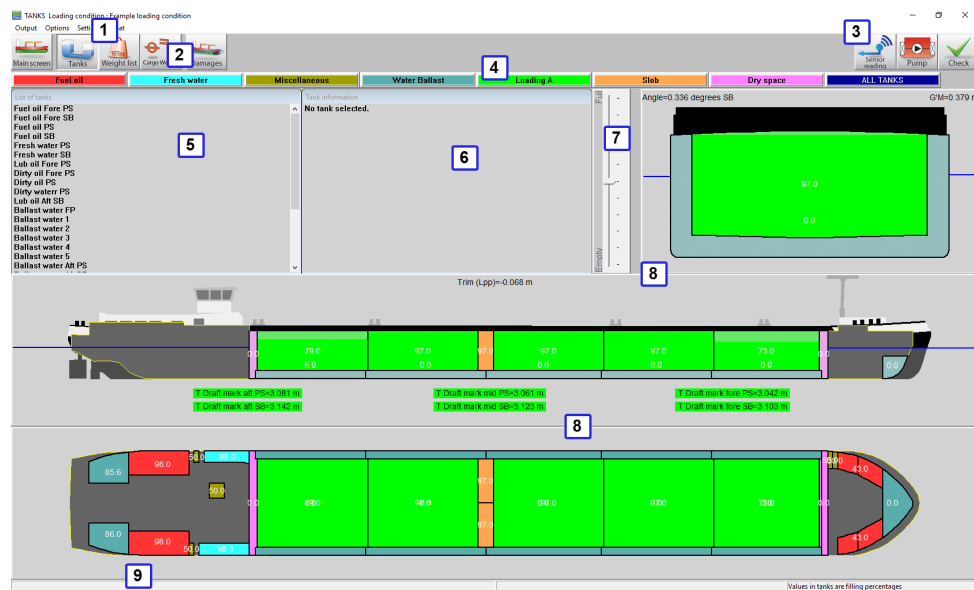 TANKS Loading condition : Example loading condition
Output Options Setti at
1
2
3
Main screen Tanks Weight list Cargo W Damages Sensor reading Pump Check
4
Fuel oil Fresh water Miscellaneous Water Ballast Loading A Slob Dry space ALL TANKS
List of tanks
Fuel oil Fore PS
Fuel oil Fore SB
Fuel oil PS
Fuel oil SB
Fresh water PS
Fresh water SB
Lub oil Fore PS
Dirty oil Fore PS
Dirty oil PS
Dirty waterr PS
Lub oil Aft SB
Ballast water FP
Ballast water 1
Ballast water 2
Ballast water 3
Ballast water 4
Ballast water 5
Ballast water Aft PS
5
Tank information
No tank selected.
6
Full
7
Empty
Angle=0.336 degrees SB G'M=0.379 m
97.0
0.0
8
Trim (Lpp)=-0.068 m
0.0 79.0 97.0 97.0 97.0 97.0 73.0 0.0
6.0 0.0 0.0 0.0 0.0 0.0
T Draft mark aft PS=3.081 m T Draft mark mid PS=3.061 m T Draft mark fore PS=3.042 m
T Draft mark aft SB=3.142 m T Draft mark mid SB=3.123 m T Draft mark fore SB=3.103 m
8
85.6 98.0 50.0 98.0 97.0 43.0
50.0 0.0 0.0 0.0 0.0
86.0 98.0 50.0 98.0 97.0 43.0
9
Values in tanks are filling percentages